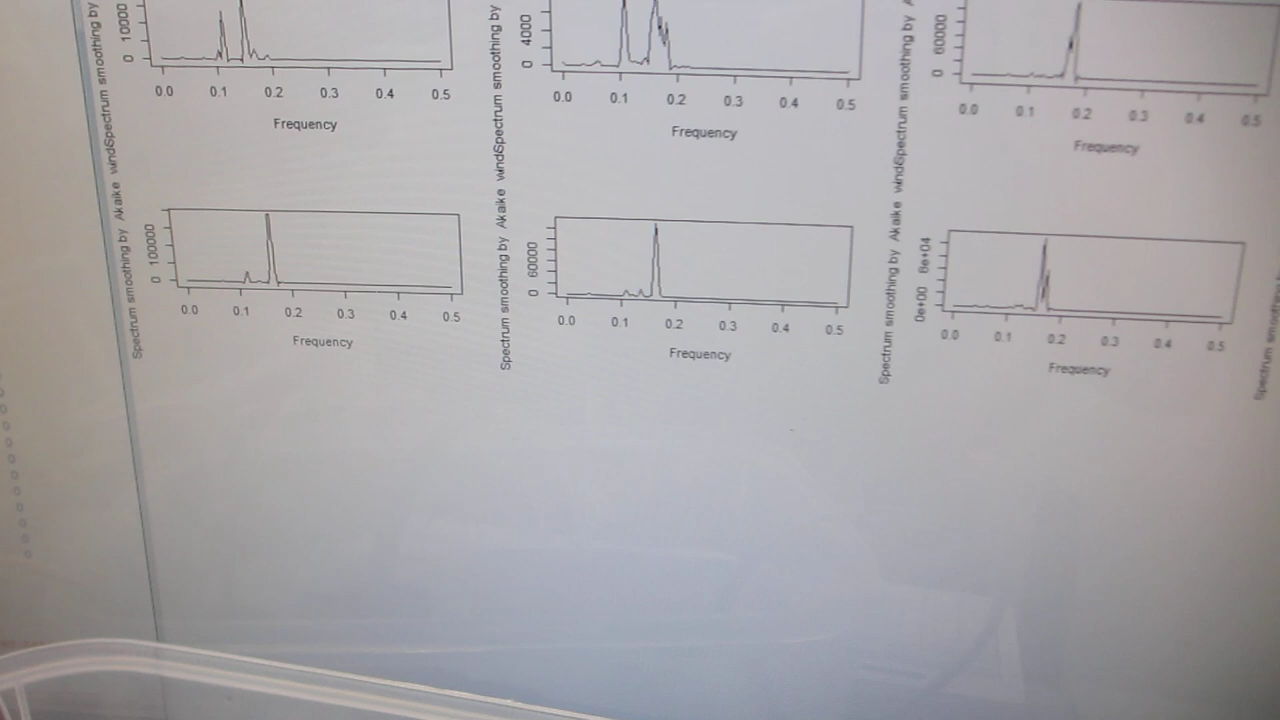 0 10000
Spectrum smoothing by Akaike windSpectrum smoothing by
0.0 0.1 0.2 0.3 0.4 0.5
Frequency
0 4000
Spectrum smoothing by Akaike windSpectrum smoothing by
0.0 0.1 0.2 0.3 0.4 0.5
Frequency
0 60000
Spectrum smoothing by Akaike windSpectrum smoothing by A
0.0 0.1 0.2 0.3 0.4 0.5
Frequency
0 100000
0.0 0.1 0.2 0.3 0.4 0.5
Frequency
0 60000
0.0 0.1 0.2 0.3 0.4 0.5
Frequency
0e+00 6e+04
0.0 0.1 0.2 0.3 0.4 0.5
Frequency
Spectrum